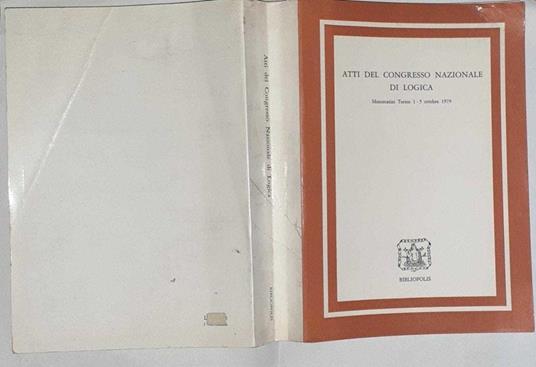 ATTI DEL CONGRESSO NAZIONALE
DI LOGICA
Montecatini Terme 1 - 5 ottobre 1979
BIBLIOPOLIS
Atti del Congresso Nazionale di Logica
BIBLIOPOLIS